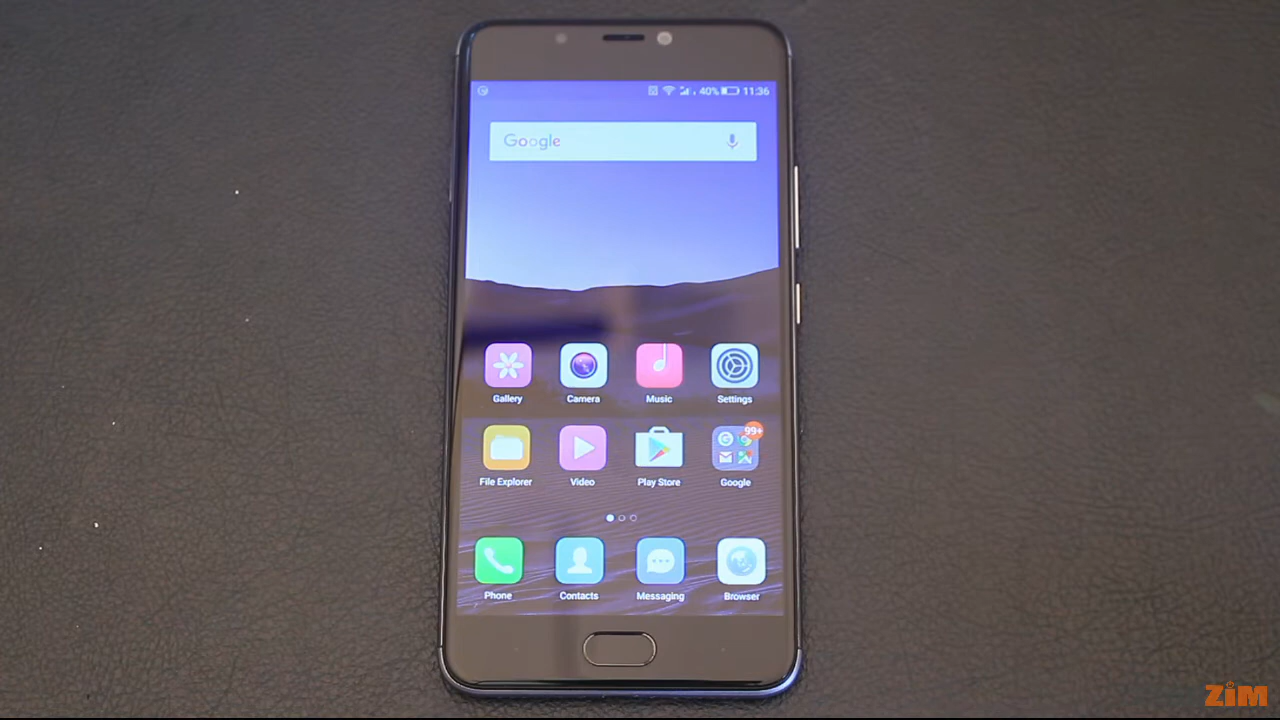 40% 11:36
Google
Gallery Camera Music Settings
99+
File Explorer Video Play Store Google
Phone Contacts Messaging Browser
ZiM